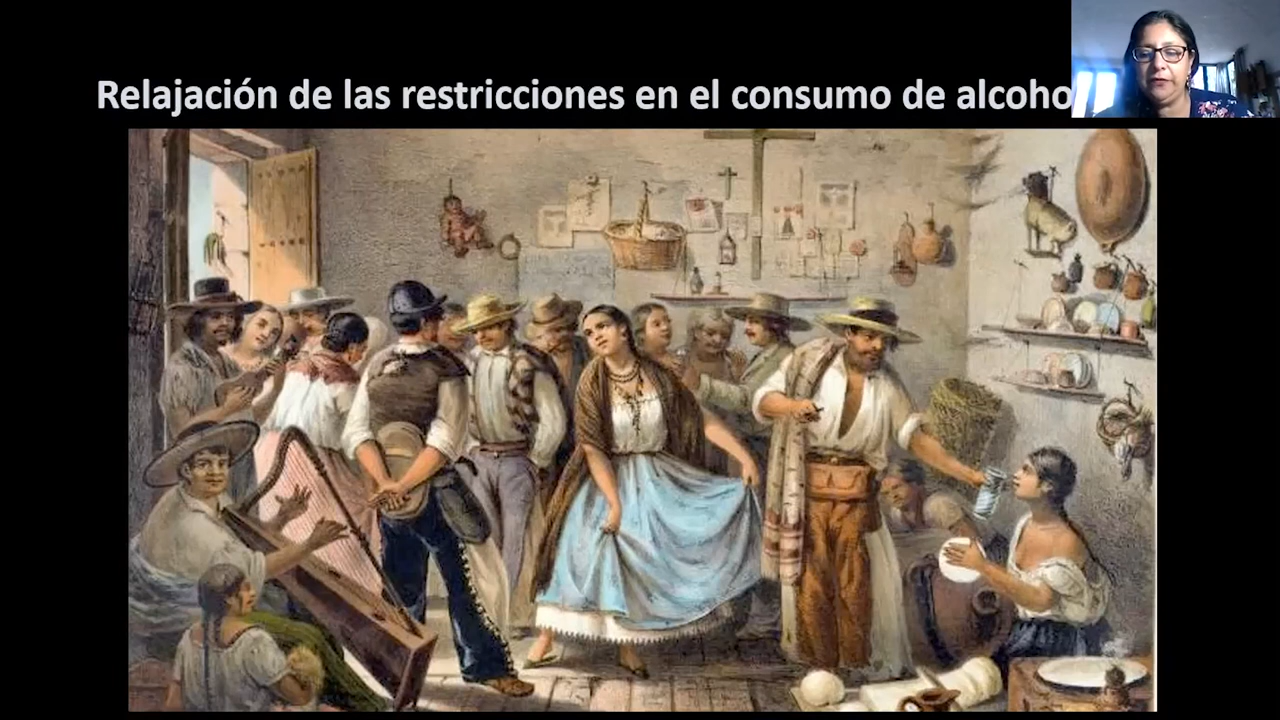 Relajación de las restricciones en el consumo de alcoho